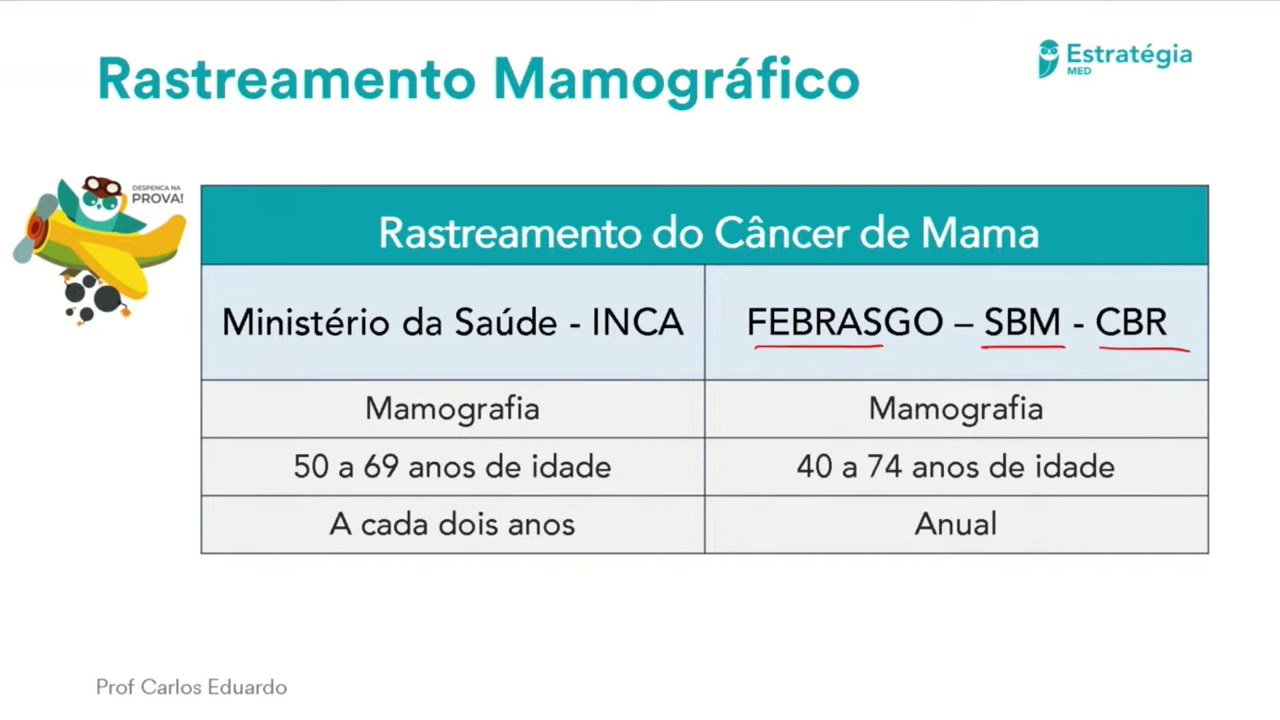 Rastreamento Mamográfico
Estratégia
MED
DESPENCA NA
PROVA!
Rastreamento do Câncer de Mama
Ministério da Saúde - INCA
FEBRASGO – SBM - CBR
Mamografia
Mamografia
50 a 69 anos de idade
40 a 74 anos de idade
A cada dois anos
Anual
Prof Carlos Eduardo